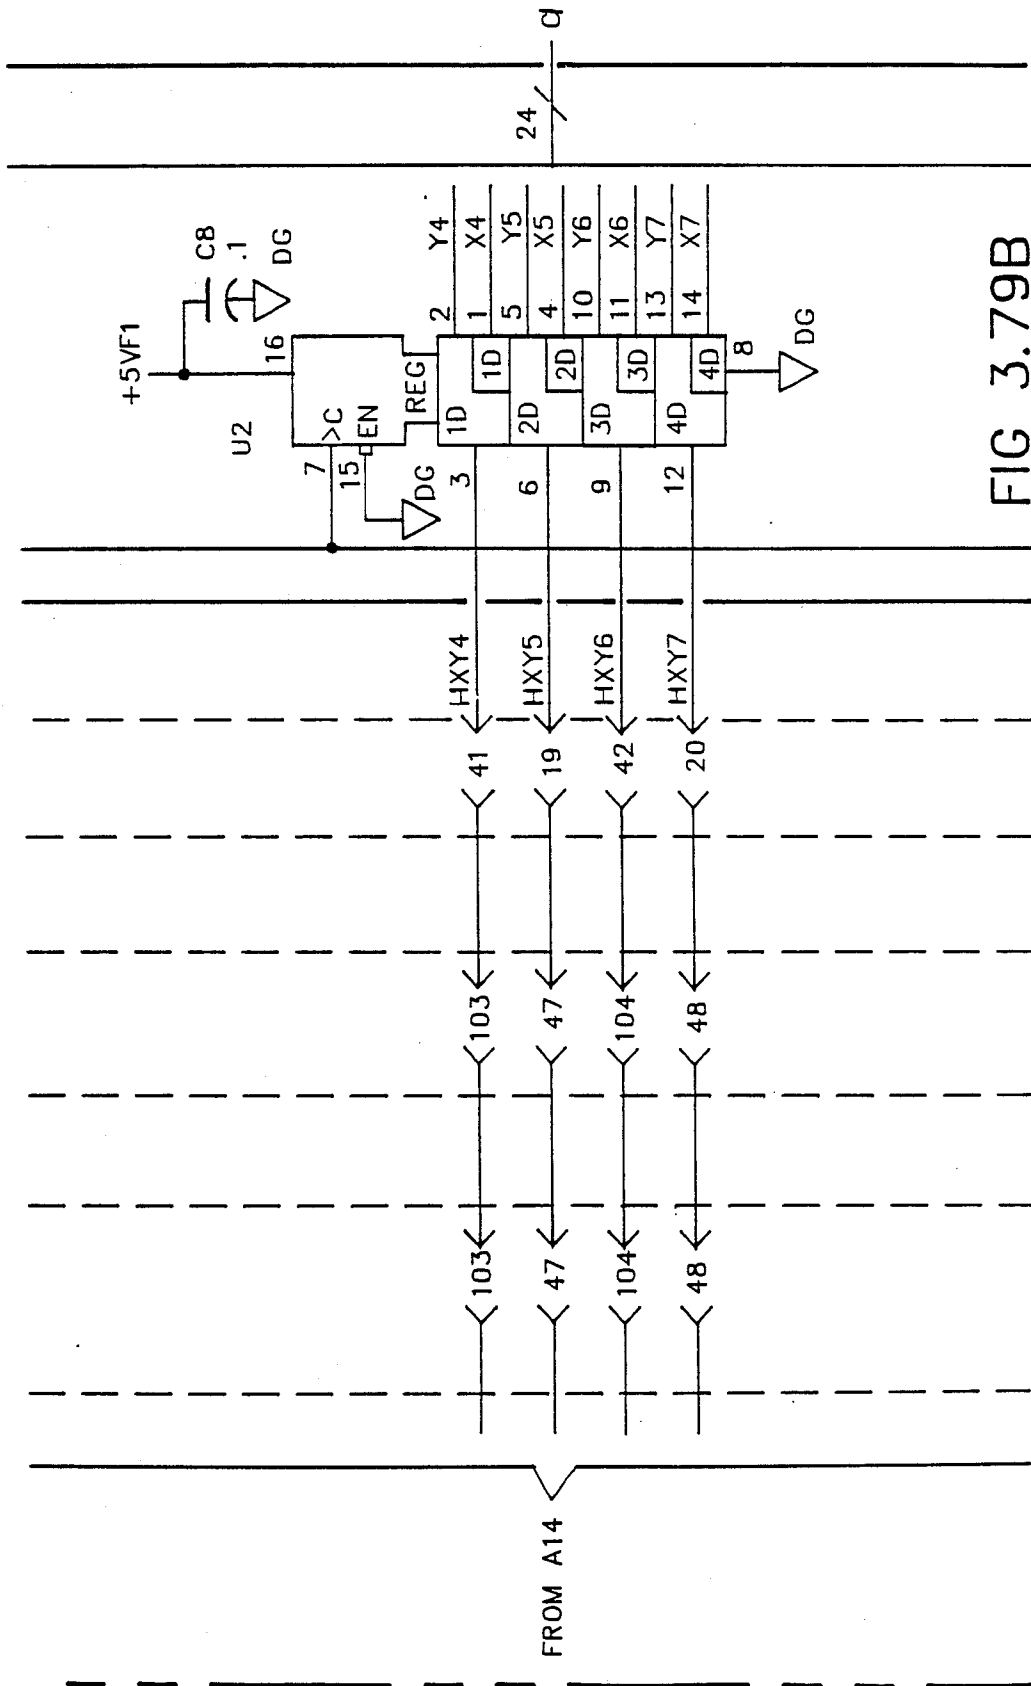 +5VF1
C8
.1
DG
U2
16
7
>C
15
EN
DG
REG
3
1D
1D
2
Y4
1
X4
6
2D
2D
5
Y5
4
X5
9
3D
3D
10
Y6
11
X6
12
4D
4D
13
Y7
14
X7
8
DG
24
q
HXY4
HXY5
HXY6
HXY7
41
19
42
20
103
47
104
48
103
47
104
48
FROM A14
FIG 3.79B